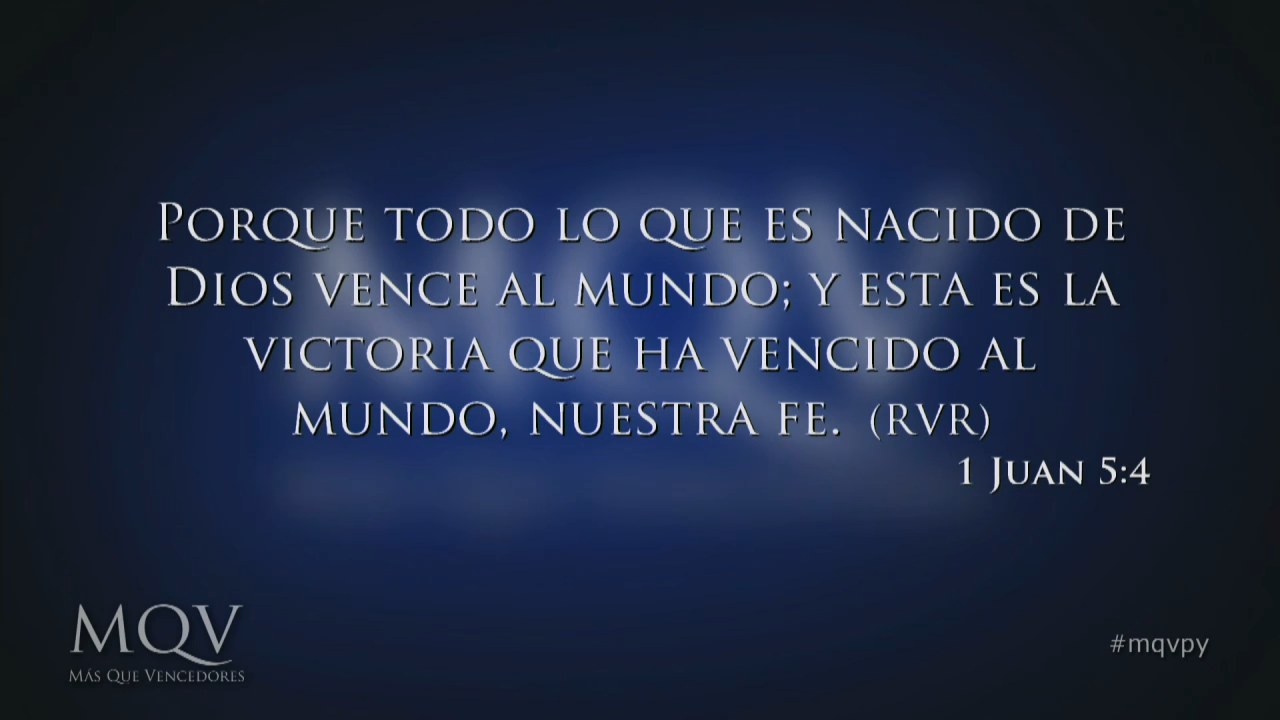 Porque todo lo que es nacido de
Dios vence al mundo; y esta es la
victoria que ha vencido al
mundo, nuestra fe. (RVR)
1 Juan 5:4
MQV
Más Que Vencedores
#mqvpy